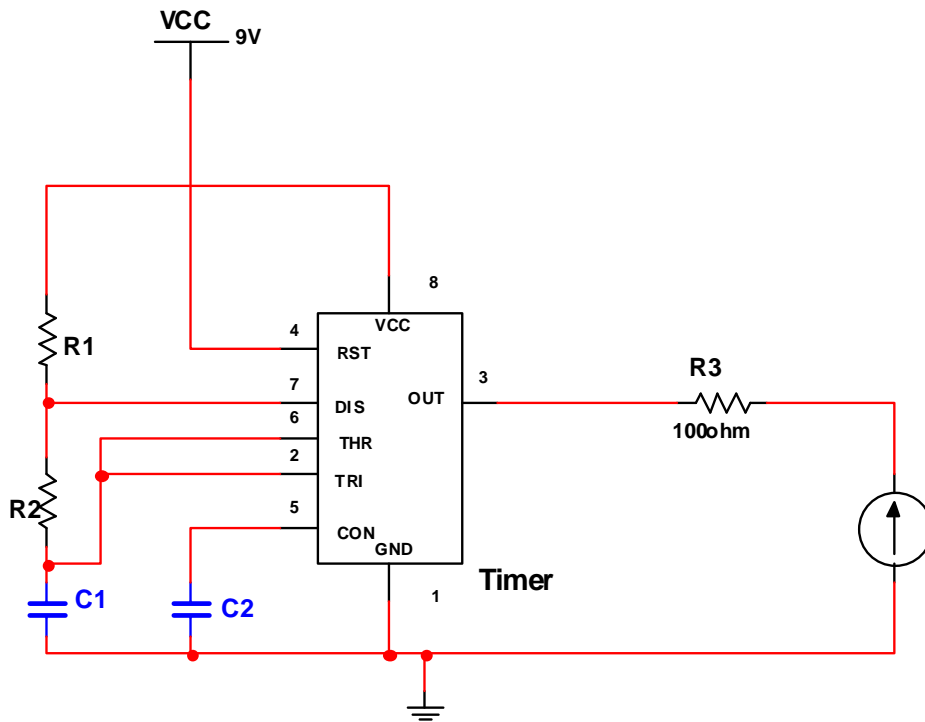 VCC
9V
8
VCC
4
RST
R1
R3
7
3
DIS
OUT
6
THR
100ohm
2
TRI
R2
5
CON
GND
Timer
C1
C2
1